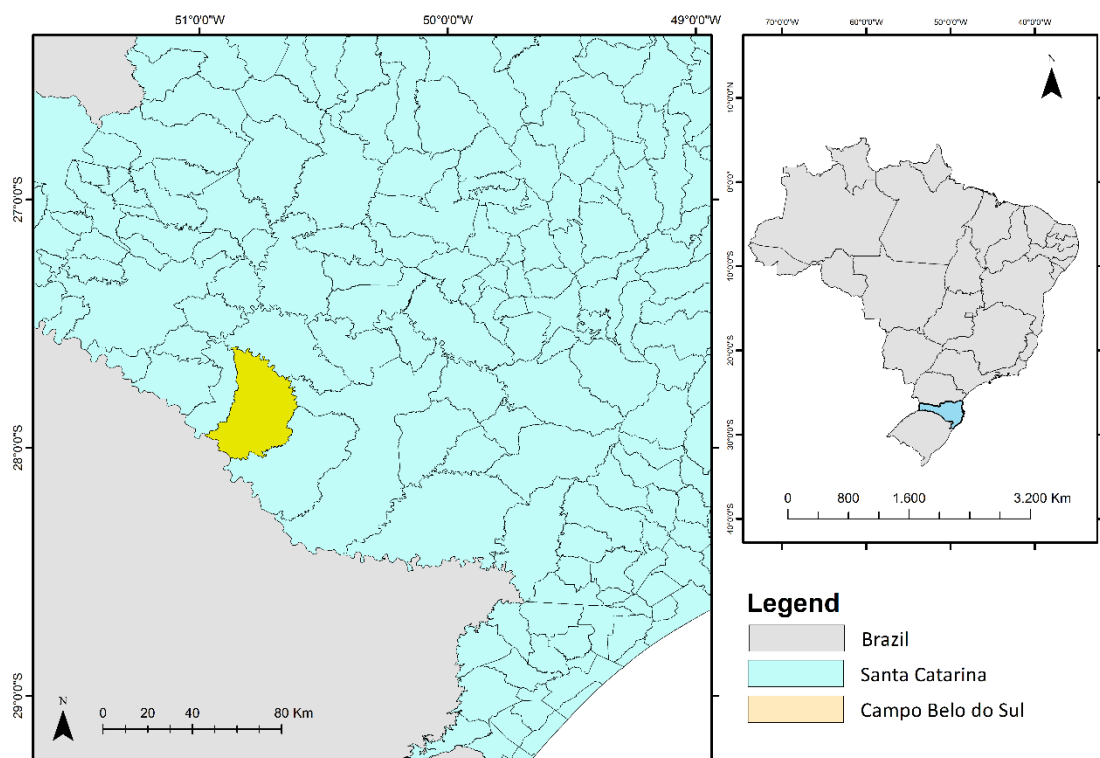 51°0'0"W 50°0'0"W 49°0'0"W
27°0'0"S
28°0'0"S
29°0'0"S
N
0 20 40 80 Km
70°0'0"W 60°0'0"W 50°0'0"W 40°0'0"W
N
10°0'0"N
0°0'0"
10°0'0"S
20°0'0"S
30°0'0"S
40°0'0"S
0 800 1.600 3.200 Km
Legend
Brazil
Santa Catarina
Campo Belo do Sul